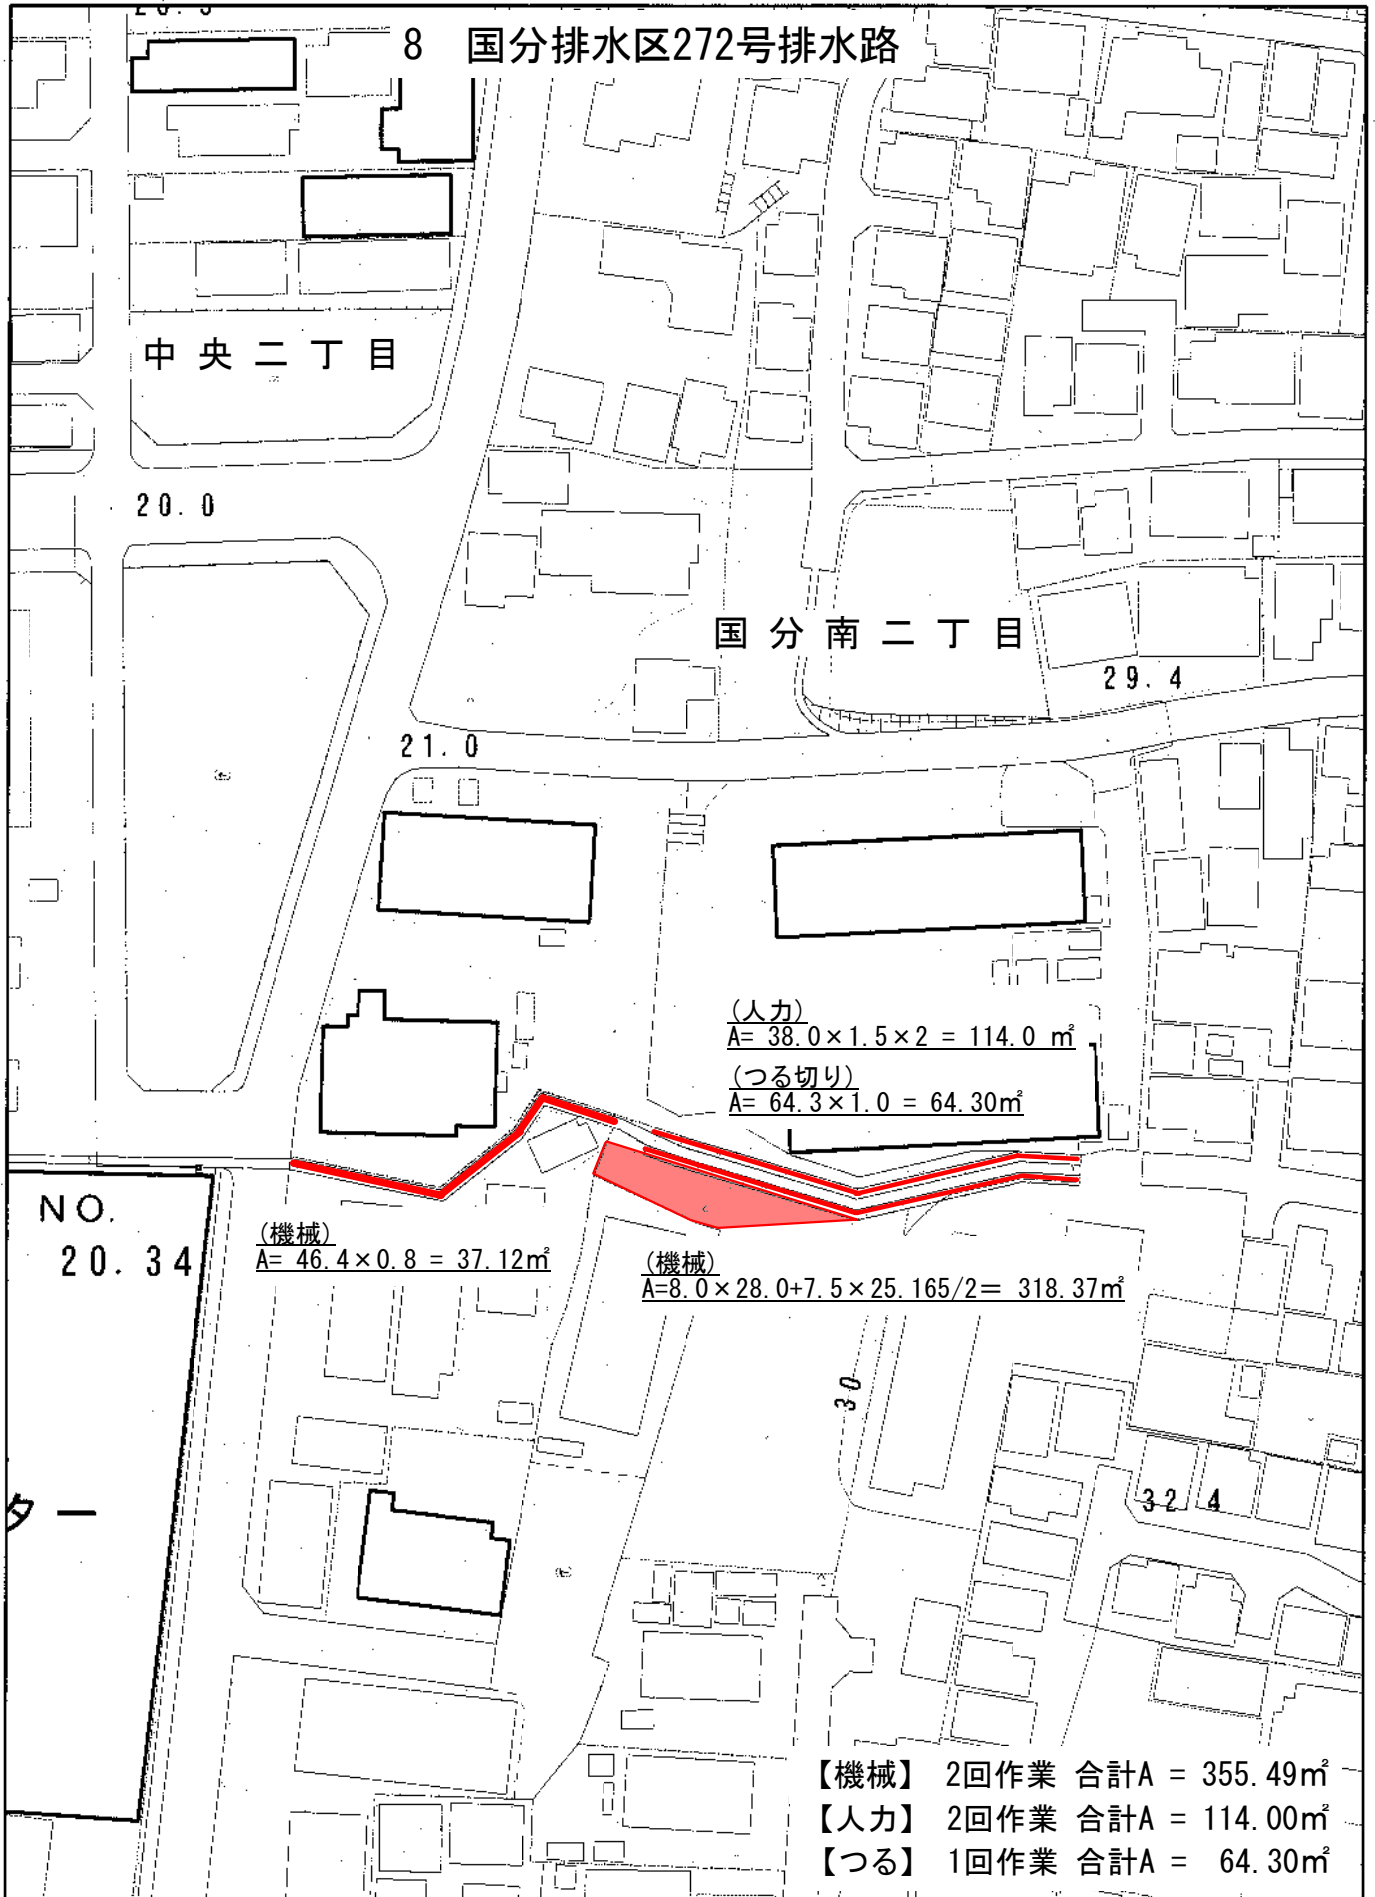 8　国分排水区272号排水路
中央二丁目
20.0
国分南二丁目
29.4
21.0
(人力)
A= 38.0×1.5×2 = 114.0 ㎡
(つる切り)
A= 64.3×1.0 = 64.30㎡
NO.
20.34
(機械)
A= 46.4×0.8 = 37.12㎡
(機械)
A=8.0×28.0+7.5×25.165/2＝ 318.37㎡
30
32.4
ター
【機械】 2回作業 合計A = 355.49㎡
【人力】 2回作業 合計A = 114.00㎡
【つる】 1回作業 合計A = 64.30㎡